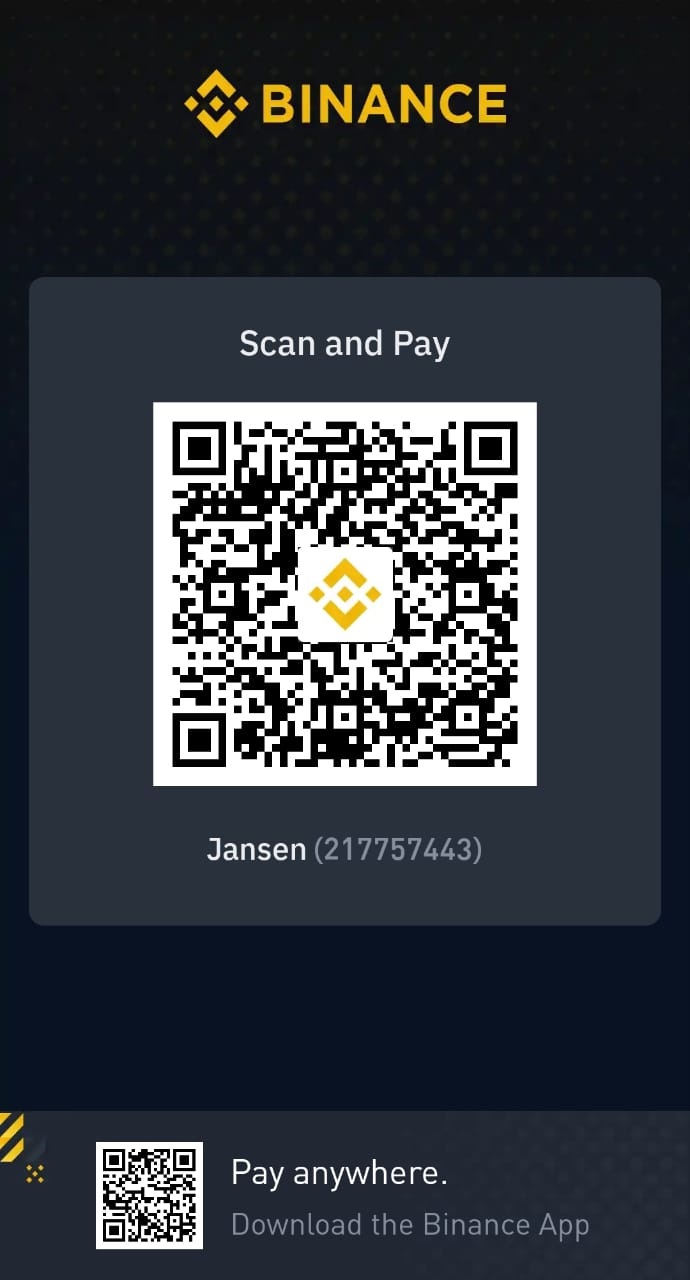 BINANCE
Scan and Pay
Jansen (217757443)
Pay anywhere.
Download the Binance App